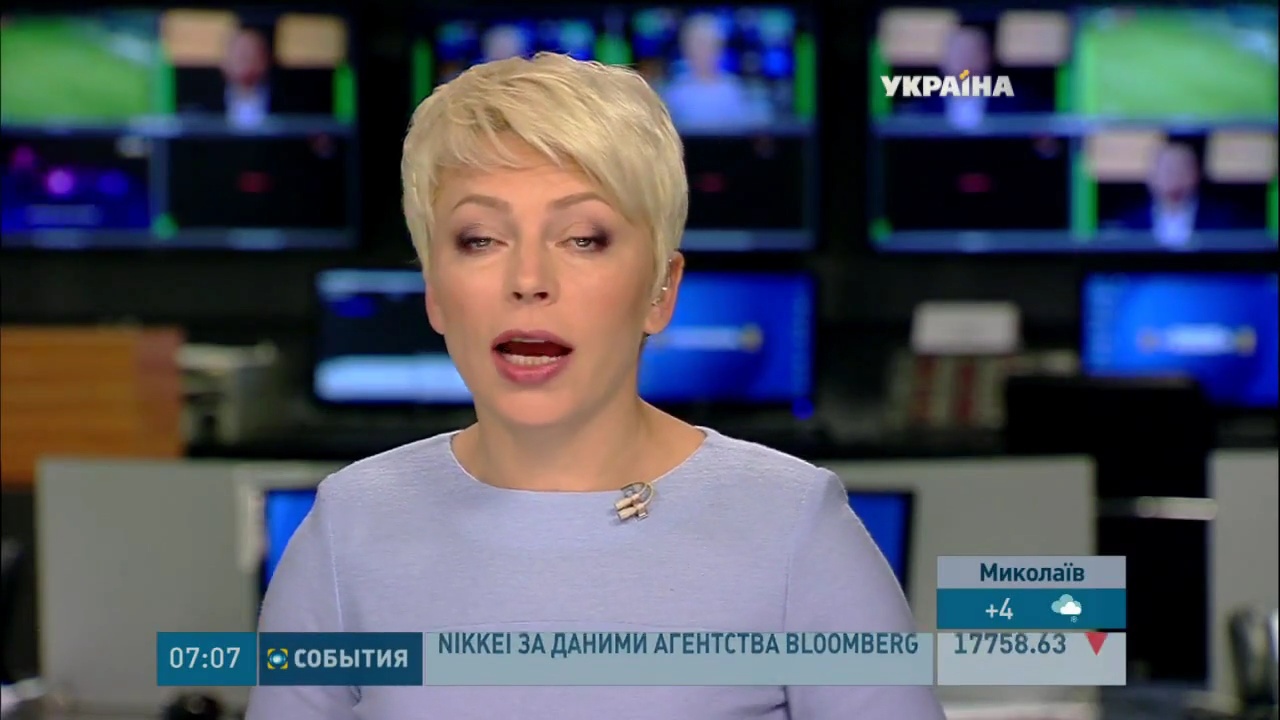 УКРАЇНА
Миколаїв
+4
07:07
СОБЫТИЯ
NIKKEI ЗА ДАНИМИ АГЕНТСТВА BLOOMBERG
17758.63